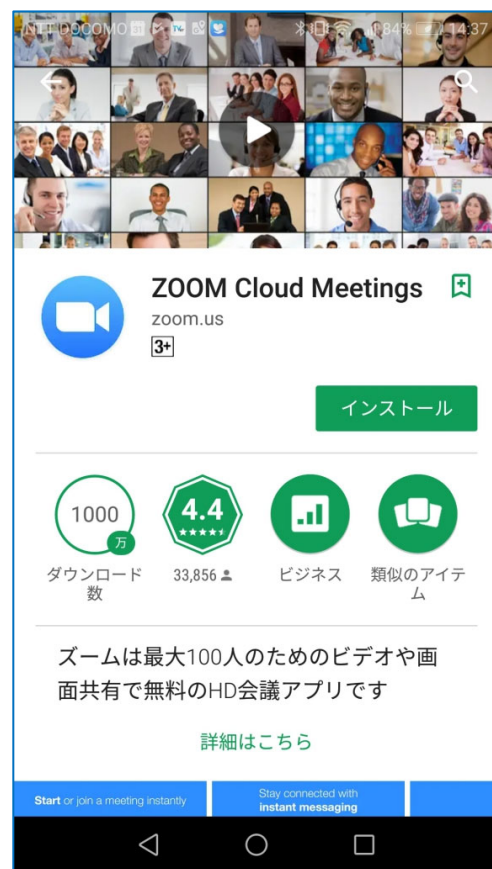 NTT DOCOMO 84% 14:37
ZOOM Cloud Meetings
zoom.us
3+
インストール
1000
万
4.4
ダウンロード
数
33,856
ビジネス
類似のアイテ
ム
ズームは最大100人のためのビデオや画
面共有で無料のHD会議アプリです
詳細はこちら
Start or join a meeting instantly
Stay connected with
instant messaging